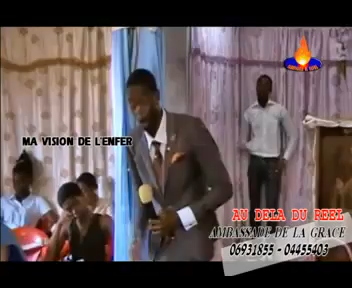 MA VISION DE L'ENFER
AU DELA DU REEL
AMBASSADE DE LA GRACE
06931855 - 04455403